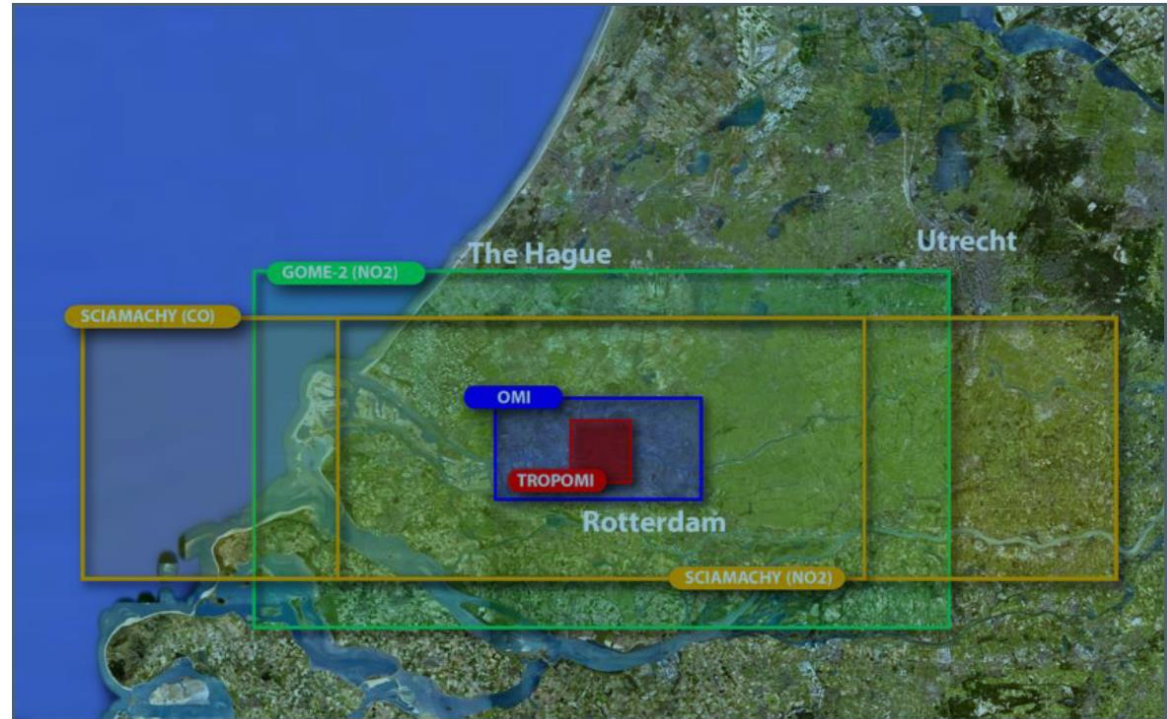 The Hague
Utrecht
GOME-2 (NO2)
SCIAMACHY (CO)
OMI
TROPOMI
Rotterdam
SCIAMACHY (NO2)